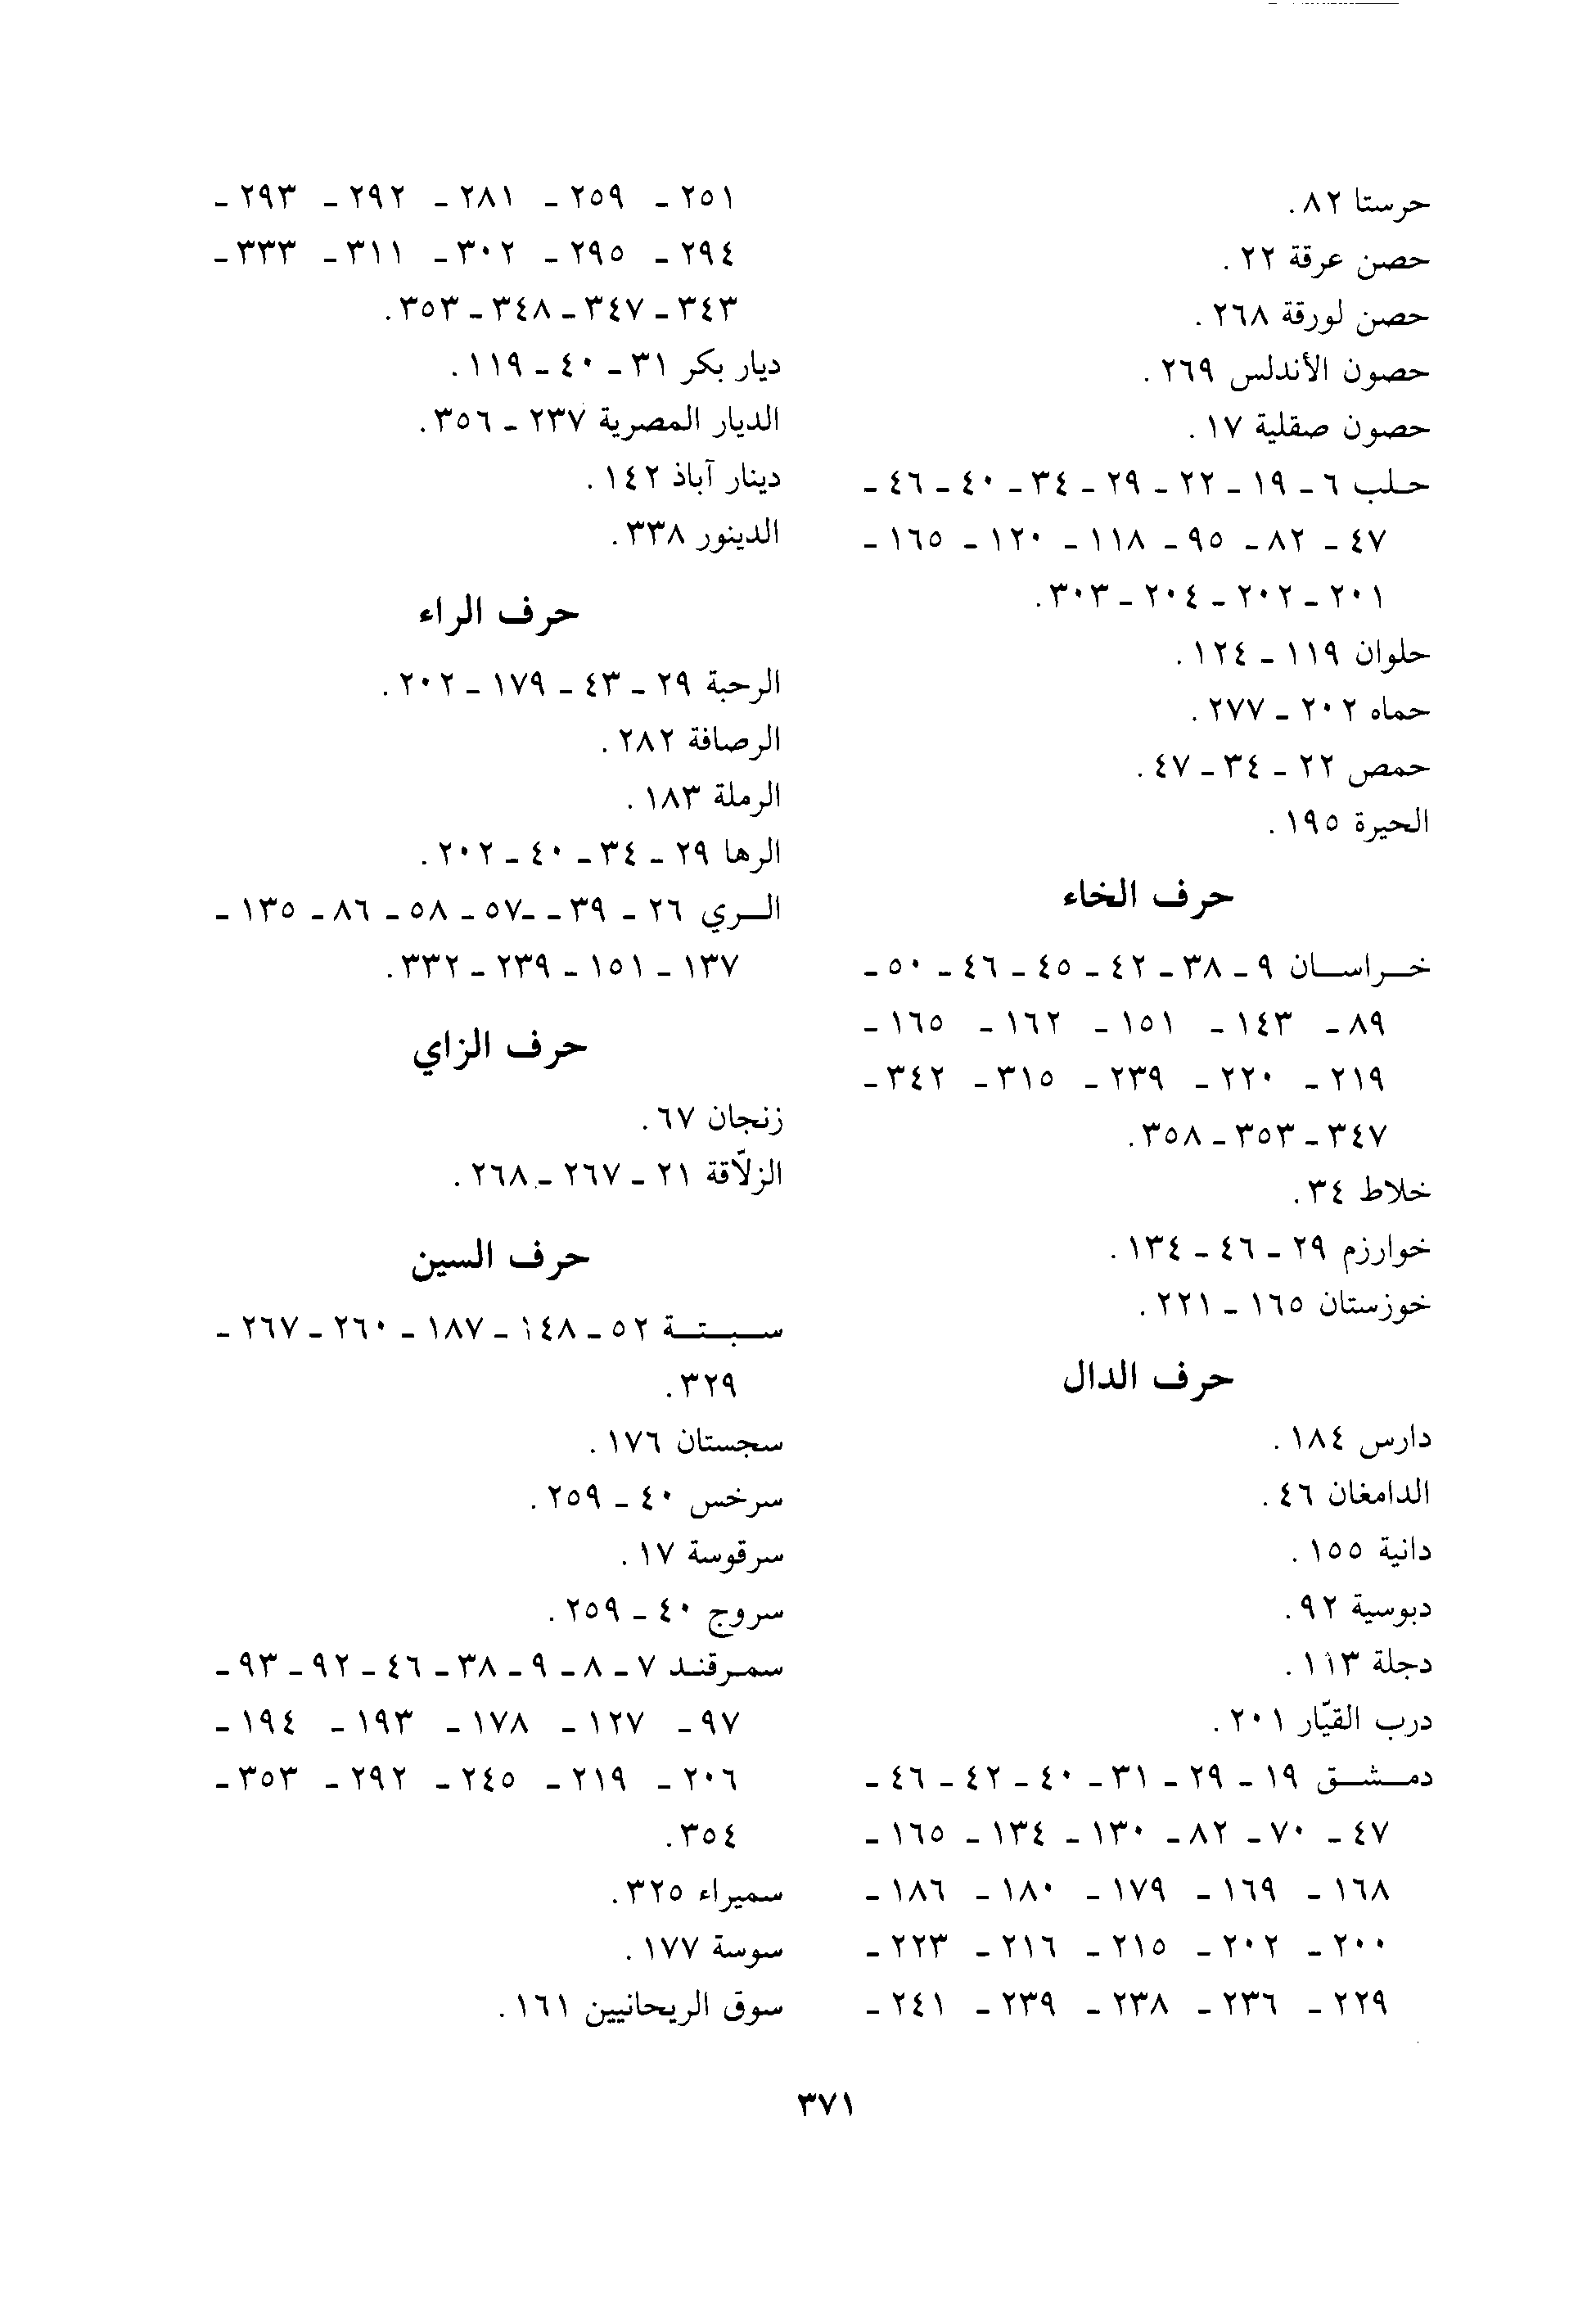 حرستا ٨٢.
حصن عرقة ٢٢.
حصن لورقة ٢٦٨.
حصون الأندلس ٢٦٩.
حصون صقلية ١٧.
حلب ٦ ـ ١٩ ـ ٢٢ ـ ٢٩ ـ ٣٤ ـ ٤٠ ـ ٤٦ ـ
٤٧ ـ ٨٢ ـ ٩٥ ـ ١١٨ ـ ١٢٠ ـ ١٦٥ ـ
٢٠١ ـ ٢٠٢ ـ ٢٠٤ ـ ٣٠٣.
حلوان ١١٩ ـ ١٢٤.
حماه ٢٠٢ ـ ٢٧٧.
حمص ٢٢ ـ ٣٤ ـ ٤٧.
الحيرة ١٩٥.
حرف الخاء
خراسان ٩ ـ ٣٨ ـ ٤٢ ـ ٤٥ ـ ٤٦ ـ ٥٠ ـ
٨٩ ـ ١٤٣ ـ ١٥١ ـ ١٦٢ ـ ١٦٥ ـ
٢١٩ ـ ٢٢٠ ـ ٢٣٩ ـ ٣١٥ ـ ٣٤٢ ـ
٣٤٧ ـ ٣٥٣ ـ ٣٥٨.
خلاط ٣٤.
خوارزم ٢٩ ـ ٤٦ ـ ١٣٤.
خوزستان ١٦٥ ـ ٢٢١.
حرف الدال
دارس ١٨٤.
الدامغان ٤٦.
دانية ١٥٥.
دبوسية ٩٢.
دجلة ١١٣.
درب القيّار ٢٠١.
دمشق ١٩ ـ ٢٩ ـ ٣١ ـ ٤٠ ـ ٤٢ ـ ٤٦ ـ
٤٧ ـ ٧٠ ـ ٨٢ ـ ١٣٠ ـ ١٣٤ ـ ١٦٥ ـ
١٦٨ ـ ١٦٩ ـ ١٧٩ ـ ١٨٠ ـ ١٨٦ ـ
٢٠٠ ـ ٢٠٢ ـ ٢١٥ ـ ٢١٦ ـ ٢٢٣ ـ
٢٢٩ ـ ٢٣٦ ـ ٢٣٨ ـ ٢٣٩ ـ ٢٤١ ـ
٢٥١ ـ ٢٥٩ ـ ٢٨١ ـ ٢٩٢ ـ ٢٩٣ ـ
٢٩٤ ـ ٢٩٥ ـ ٣٠٢ ـ ٣١١ ـ ٣٣٣ ـ
٣٤٣ ـ ٣٤٧ ـ ٣٤٨ ـ ٣٥٣.
ديار بكر ٣١ ـ ٤٠ ـ ١١٩.
الديار المصرية ٢٣٧ ـ ٣٥٦.
دينار آباذ ١٤٢.
الدينور ٣٣٨.
حرف الراء
الرحبة ٢٩ ـ ٤٣ ـ ١٧٩ ـ ٢٠٢.
الرصافة ٢٨٢.
الرملة ١٨٣.
الرها ٢٩ ـ ٣٤ ـ ٤٠ ـ ٢٠٢.
الري ٢٦ ـ ٣٩ ـ ـ٥٧ ـ ٥٨ ـ ٨٦ ـ ١٣٥ ـ
١٣٧ ـ ١٥١ ـ ٢٣٩ ـ ٣٣٢.
حرف الزاي
زنجان ٦٧.
الزلاّقة ٢١ ـ ٢٦٧ ـ ٢٦٨.
حرف السين
سبتة ٥٢ ـ ١٤٨ ـ ١٨٧ ـ ٢٦٠ ـ ٢٦٧ ـ
٣٢٩.
سجستان ١٧٦.
سرخس ٤٠ ـ ٢٥٩.
سرقوسة ١٧.
سروج ٤٠ ـ ٢٥٩.
سمرقند ٧ ـ ٨ ـ ٩ ـ ٣٨ ـ ٤٦ ـ ٩٢ ـ ٩٣ ـ
٩٧ ـ ١٢٧ ـ ١٧٨ ـ ١٩٣ ـ ١٩٤ ـ
٢٠٦ ـ ٢١٩ ـ ٢٤٥ ـ ٢٩٢ ـ ٣٥٣ ـ
٣٥٤.
سميراء ٣٢٥.
سوسة ١٧٧.
سوق الريحانيين ١٦١.
٣٧١